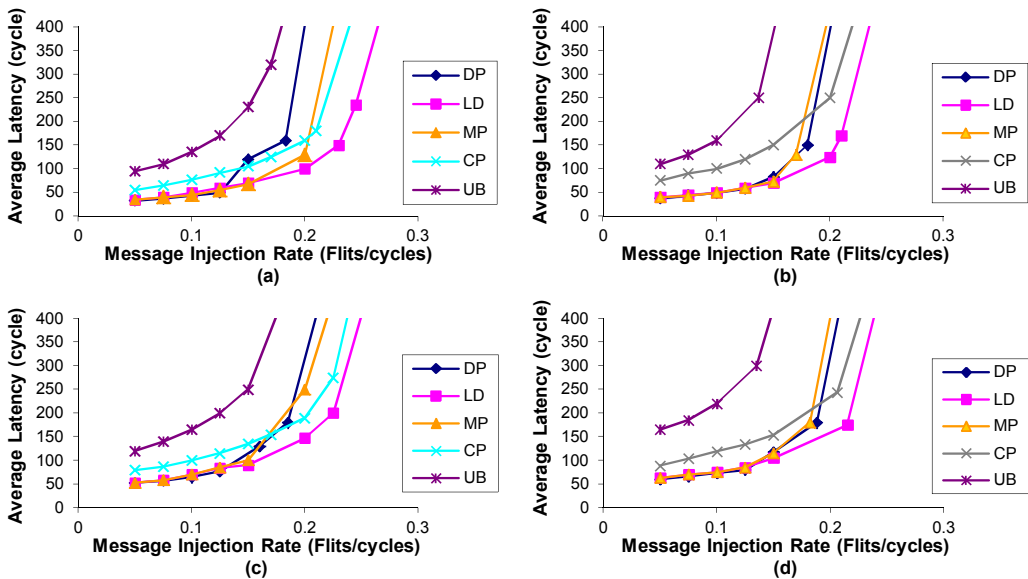 Average Latency (cycle)
400
350
300
250
200
150
100
50
0
0
0.1
0.2
0.3
Message Injection Rate (Flits/cycles)
(a)
DP
LD
MP
CP
UB
Average Latency (cycle)
400
350
300
250
200
150
100
50
0
0
0.1
0.2
0.3
Message Injection Rate (Flits/cycles)
(b)
DP
LD
MP
CP
UB
Average Latency (cycle)
400
350
300
250
200
150
100
50
0
0
0.1
0.2
0.3
Message Injection Rate (Flits/cycles)
(c)
DP
LD
MP
CP
UB
Average Latency (cycle)
400
350
300
250
200
150
100
50
0
0
0.1
0.2
0.3
Message Injection Rate (Flits/cycles)
(d)
DP
LD
MP
CP
UB